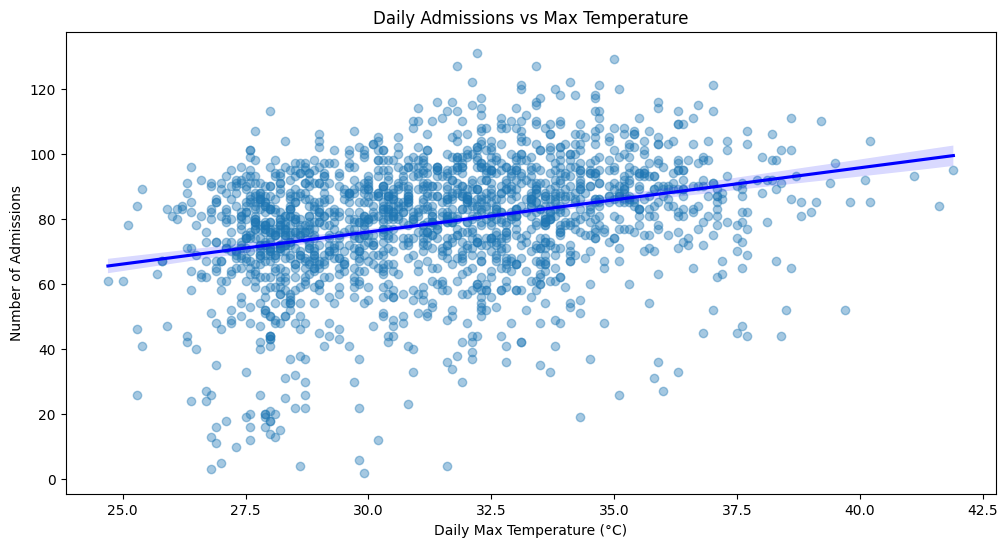 Daily Admissions vs Max Temperature
Number of Admissions
120
100
80
60
40
20
0
25.0 27.5 30.0 32.5 35.0 37.5 40.0 42.5
Daily Max Temperature (°C)